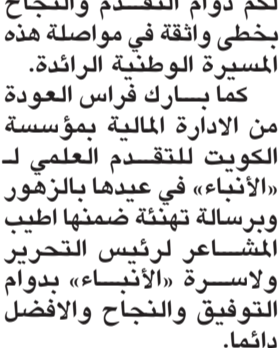 لكم دوام التقدم والنجاح
بخطى واثقة في مواصلة هذه
المسيرة الوطنية الرائدة.
كما بارك فراس العودة
من الادارة المالية بمؤسسة
الكويت للتقدم العلمي لـ
«الأنباء» في عيدها بالزهور
وبرسالة تهنئة ضمنها اطيب
المشاعر لرئيس التحرير
ولاسرة «الأنباء» بدوام
التوفيق والنجاح والافضل
دائما.